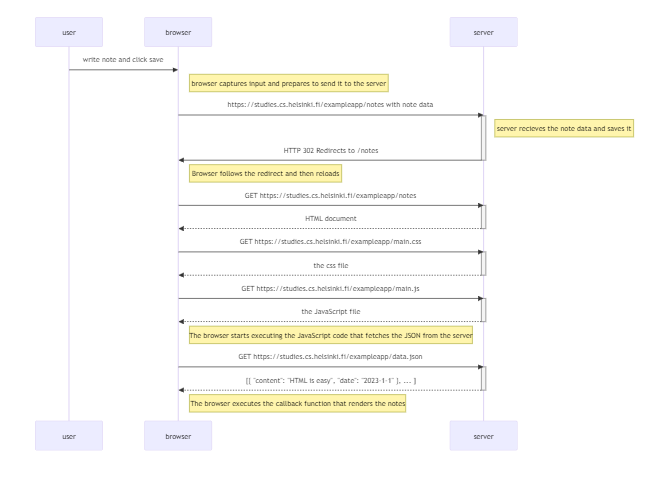 user browser server
write note and click save
browser captures input and prepares to send it to the server
https://studies.cs.helsinki.fi/exampleapp/notes with note data
server recieves the note data and saves it
HTTP 302 Redirects to /notes
Browser follows the redirect and then reloads
GET https://studies.cs.helsinki.fi/exampleapp/notes
HTML document
GET https://studies.cs.helsinki.fi/exampleapp/main.css
the css file
GET https://studies.cs.helsinki.fi/exampleapp/main.js
the JavaScript file
The browser starts executing the JavaScript code that fetches the JSON from the server
GET https://studies.cs.helsinki.fi/exampleapp/data.json
[{ "content": "HTML is easy", "date": "2023-1-1" }, ... ]
The browser executes the callback function that renders the notes
user browser server